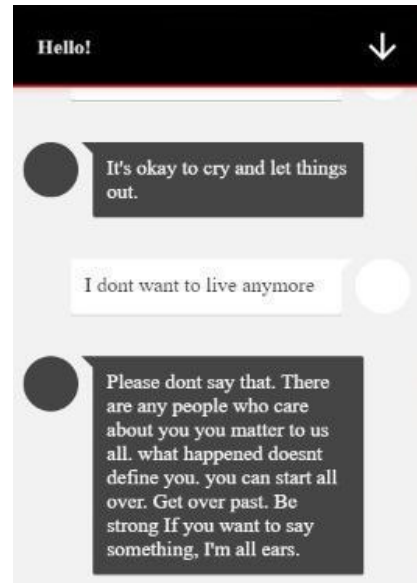 Hello!
It's okay to cry and let things
out.
I dont want to live anymore
Please dont say that. There
are any people who care
about you you matter to us
all. what happened doesnt
define you. you can start all
over. Get over past. Be
strong If you want to say
something, I'm all ears.